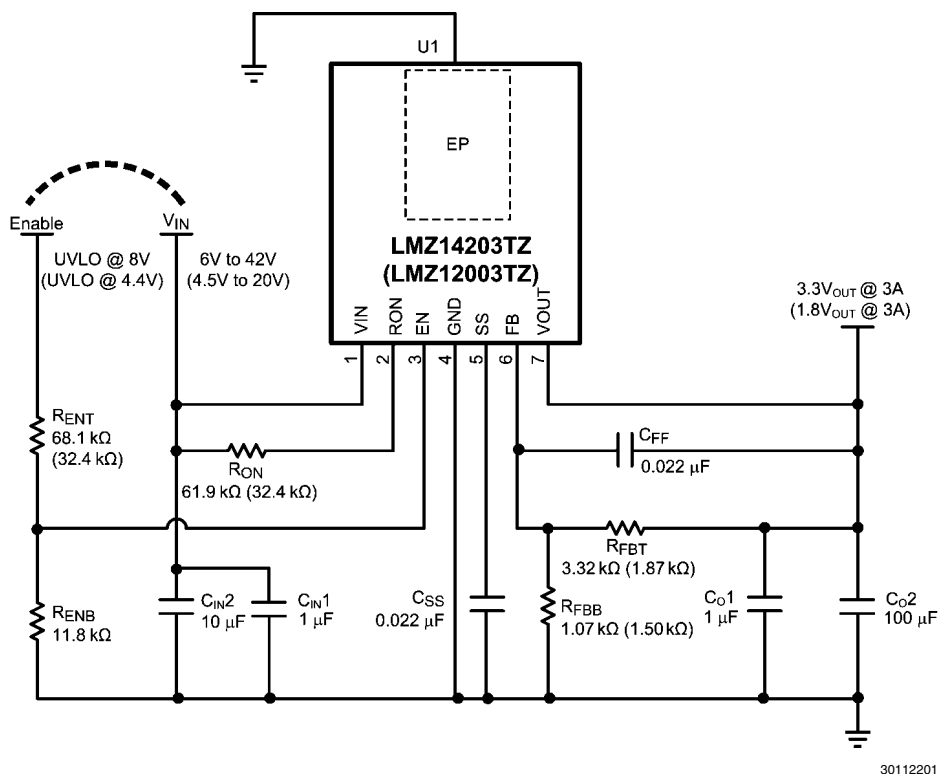 U1
EP
LMZ14203TZ
(LMZ12003TZ)
VIN
RON
EN
GND
SS
FB
VOUT
1
2
3
4
5
6
7
Enable
VIN
UVLO @ 8V
(UVLO @ 4.4V)
6V to 42V
(4.5V to 20V)
3.3VOUT @ 3A
(1.8VOUT @ 3A)
RENT
68.1 kΩ
(32.4 kΩ)
RON
61.9 kΩ (32.4 kΩ)
CFF
0.022 μF
RFBT
3.32 kΩ (1.87 kΩ)
RENB
11.8 kΩ
CIN2
10 μF
CIN1
1 μF
CSS
0.022 μF
RFBB
1.07 kΩ (1.50 kΩ)
CO1
1 μF
CO2
100 μF
30112201